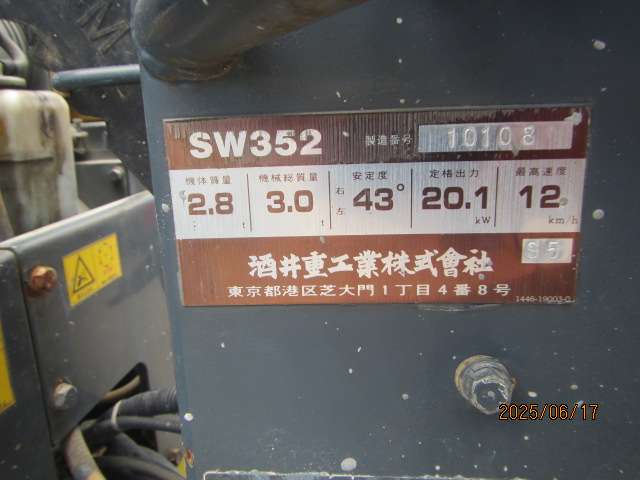 SW352 製造番号 10108
機体質量 機械総質量 安定度 定格出力 最高速度
2.8 t 3.0 t 右左 43° 20.1 kW 12 km/h
S5
酒井重工業株式會社
東京都港区芝大門1丁目4番8号
1446-19003-0
2025/06/17